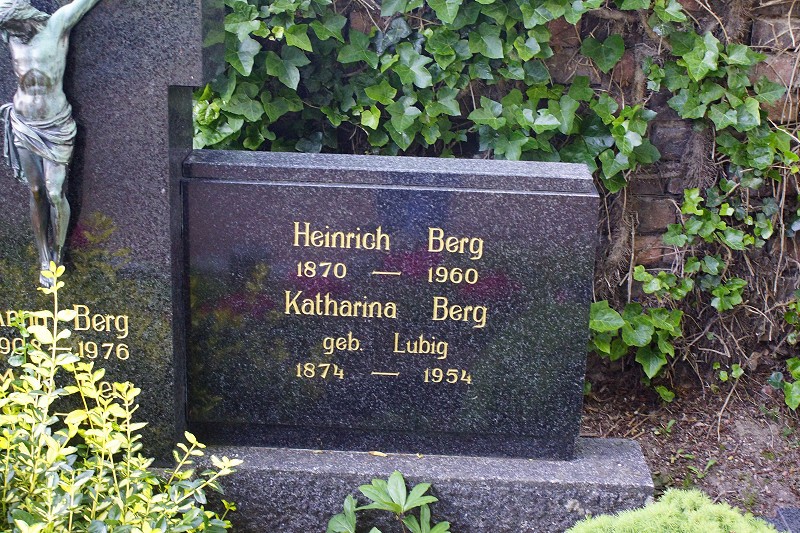 Heinrich Berg
1870 — 1960
Katharina Berg
geb. Lubig
1874 — 1954
Berg
— 1976